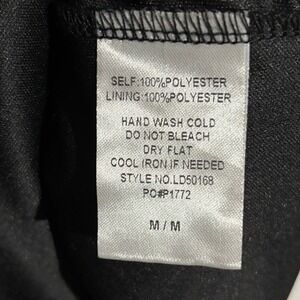 SELF:100%POLYESTER
LINING:100%POLYESTER
HAND WASH COLD
DO NOT BLEACH
DRY FLAT
COOL IRON IF NEEDED
STYLE NO.LD50168
PO#P1772
M / M